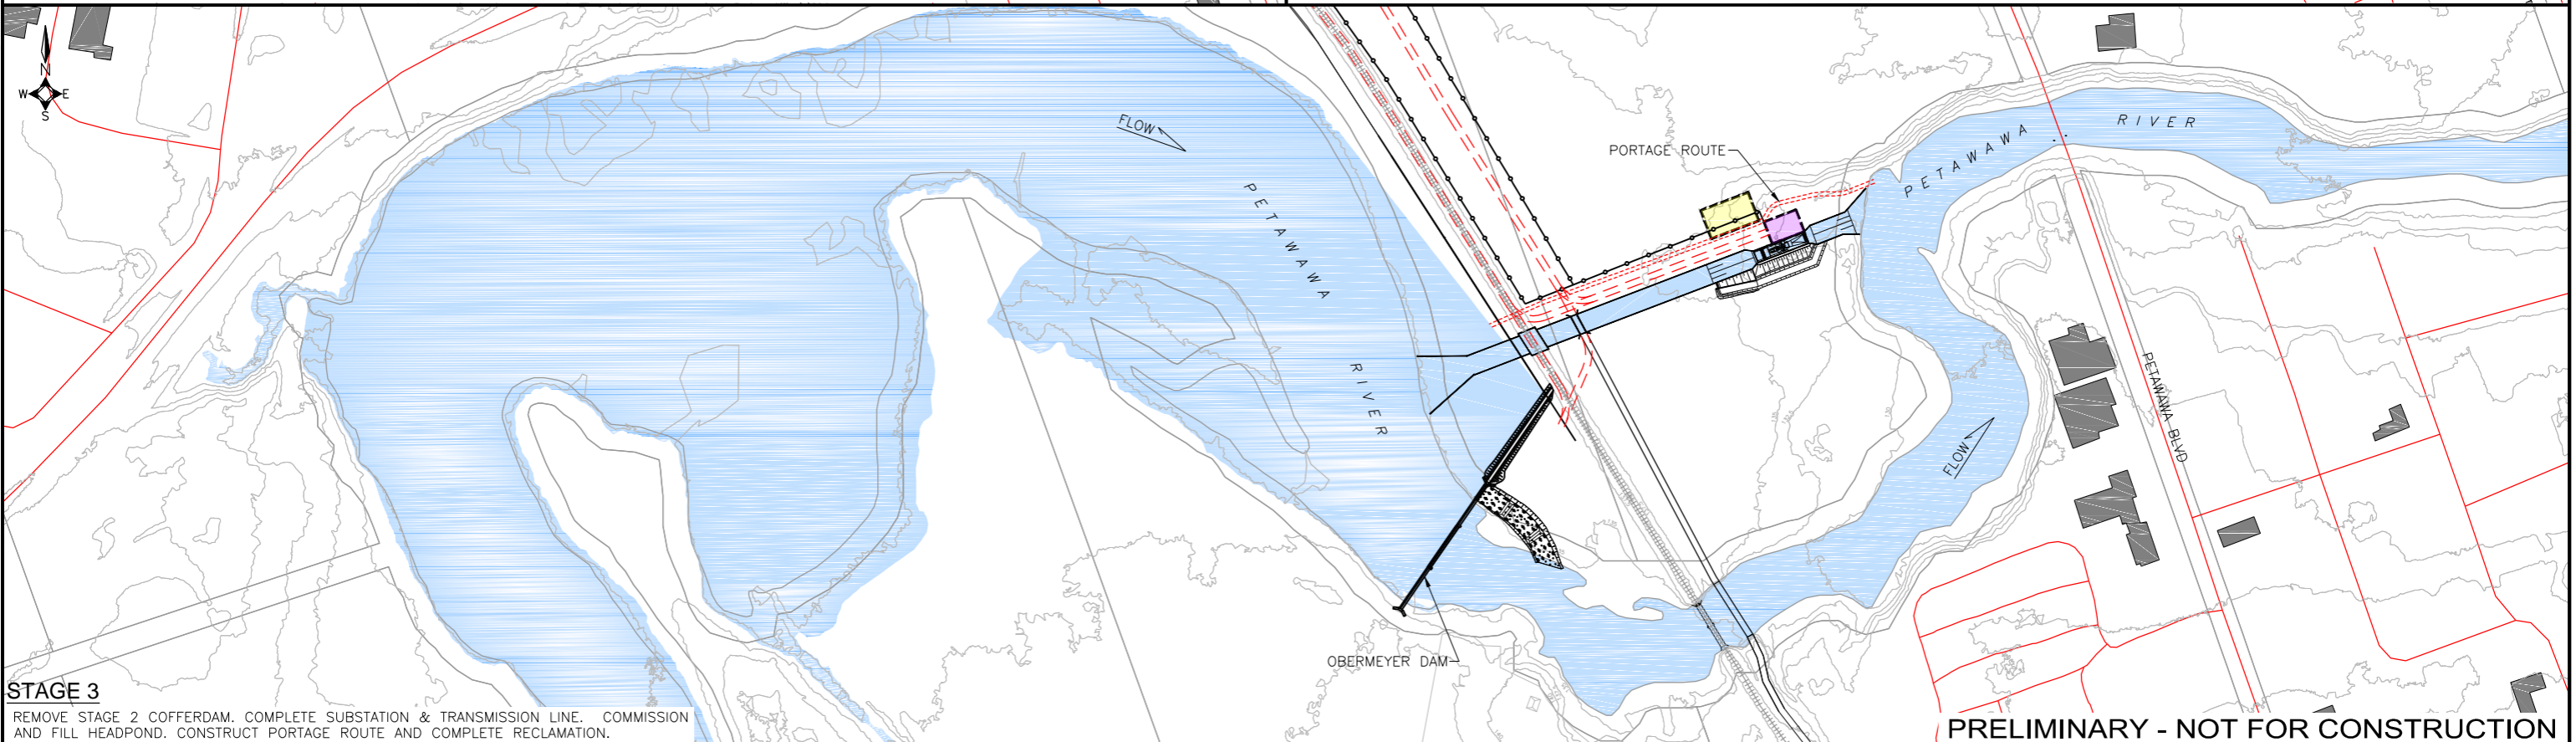 N
W E
S
FLOW
PETAWAWA
RIVER
PORTAGE ROUTE
PETAWAWA
RIVER
FLOW
PETAWAWA BLVD
OBERMEYER DAM
STAGE 3
REMOVE STAGE 2 COFFERDAM. COMPLETE SUBSTATION & TRANSMISSION LINE. COMMISSION
AND FILL HEADPOND. CONSTRUCT PORTAGE ROUTE AND COMPLETE RECLAMATION.
PRELIMINARY - NOT FOR CONSTRUCTION